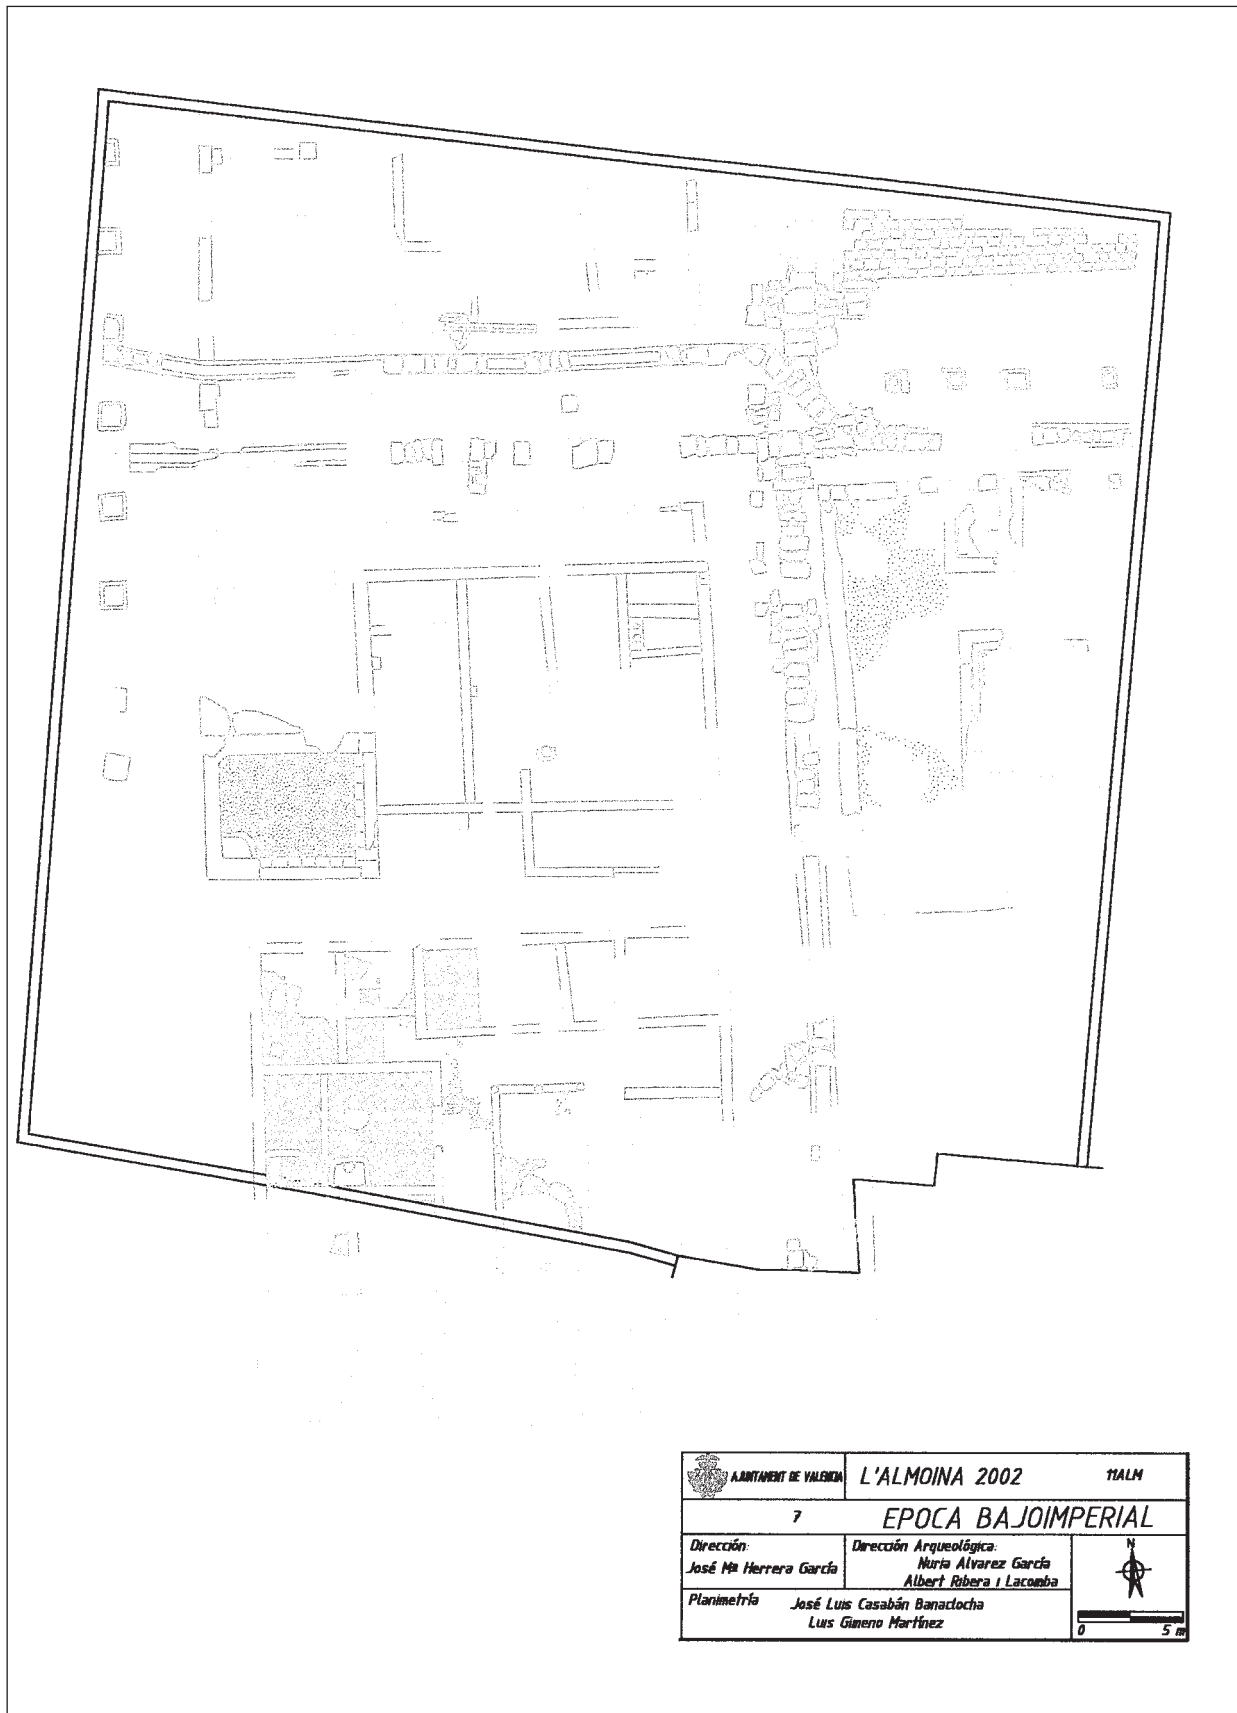 AJUNTAMENT DE VALENCIA
L'ALMOINA 2002
11ALM
7
EPOCA BAJOIMPERIAL
Dirección:
José Mª Herrera García
Dirección Arqueológica:
Nuria Alvarez García
Albert Ribera i Lacomba
Planimetría
José Luis Casabán Banaclocha
Luis Gimeno Martínez
N
0 5 m